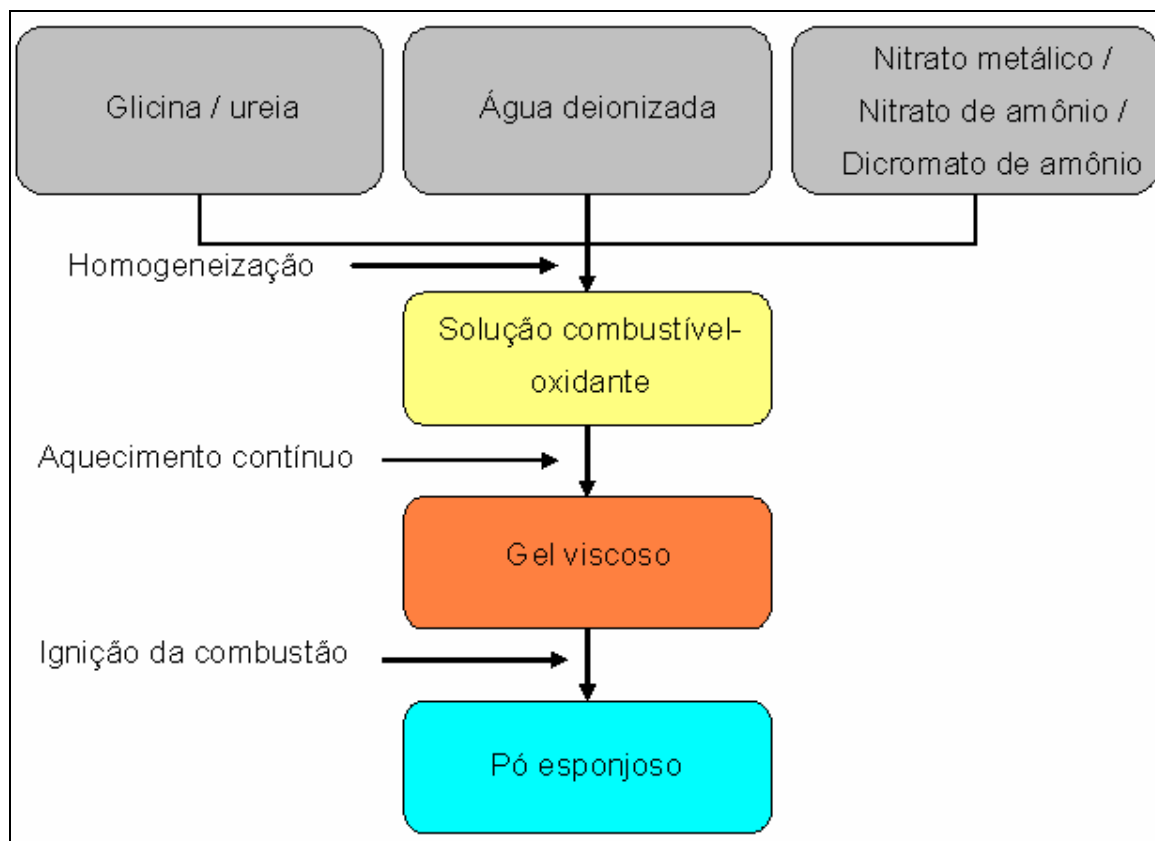 Glicina / ureia
Água deionizada
Nitrato metálico /
Nitrato de amônio /
Dicromato de amônio
Homogeneização
Solução combustível-
oxidante
Aquecimento contínuo
Gel viscoso
Ignição da combustão
Pó esponjoso